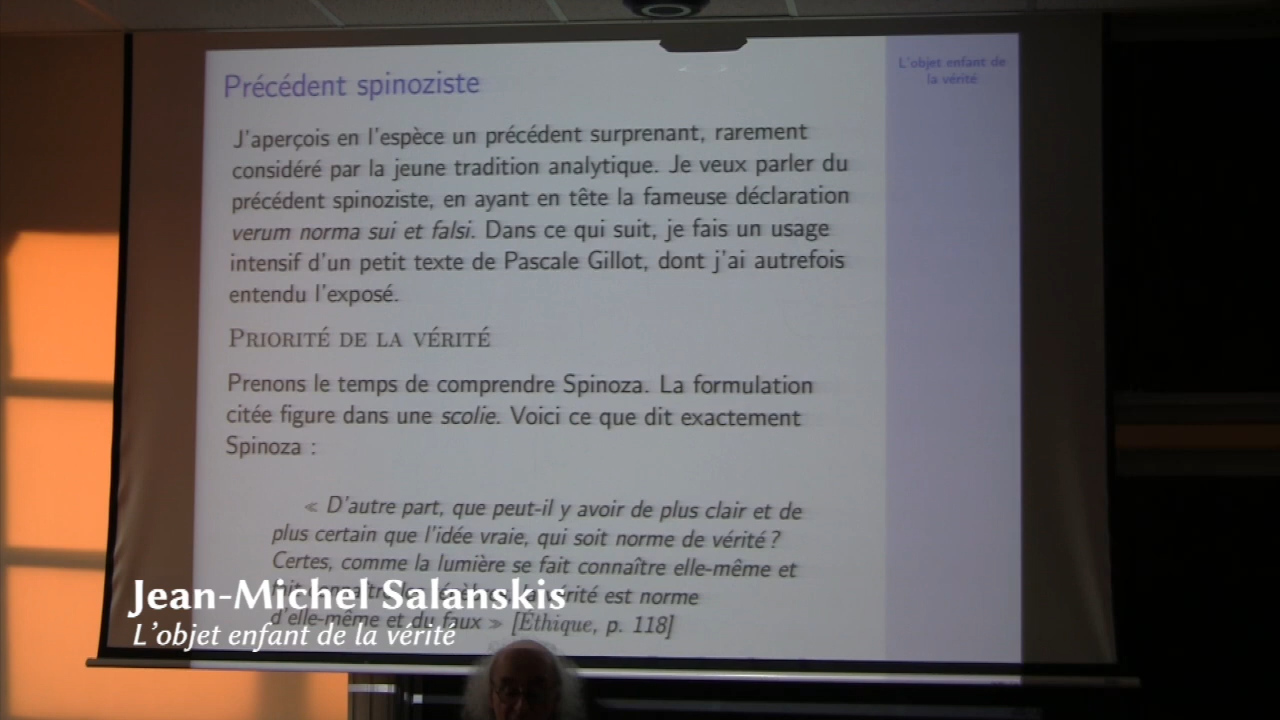 L'objet enfant de
la vérité
Précédent spinoziste
J'aperçois en l'espèce un précédent surprenant, rarement
considéré par la jeune tradition analytique. Je veux parler du
précédent spinoziste, en ayant en tête la fameuse déclaration
verum norma sui et falsi. Dans ce qui suit, je fais un usage
intensif d'un petit texte de Pascale Gillot, dont j'ai autrefois
entendu l'exposé.
PRIORITÉ DE LA VÉRITÉ
Prenons le temps de comprendre Spinoza. La formulation
citée figure dans une scolie. Voici ce que dit exactement
Spinoza :
« D'autre part, que peut-il y avoir de plus clair et de
plus certain que l'idée vraie, qui soit norme de vérité ?
Certes, comme la lumière se fait connaître elle-même et
vérité est norme
d'elle-même et du faux » [Éthique, p. 118]
Jean-Michel Salanskis
L'objet enfant de la vérité